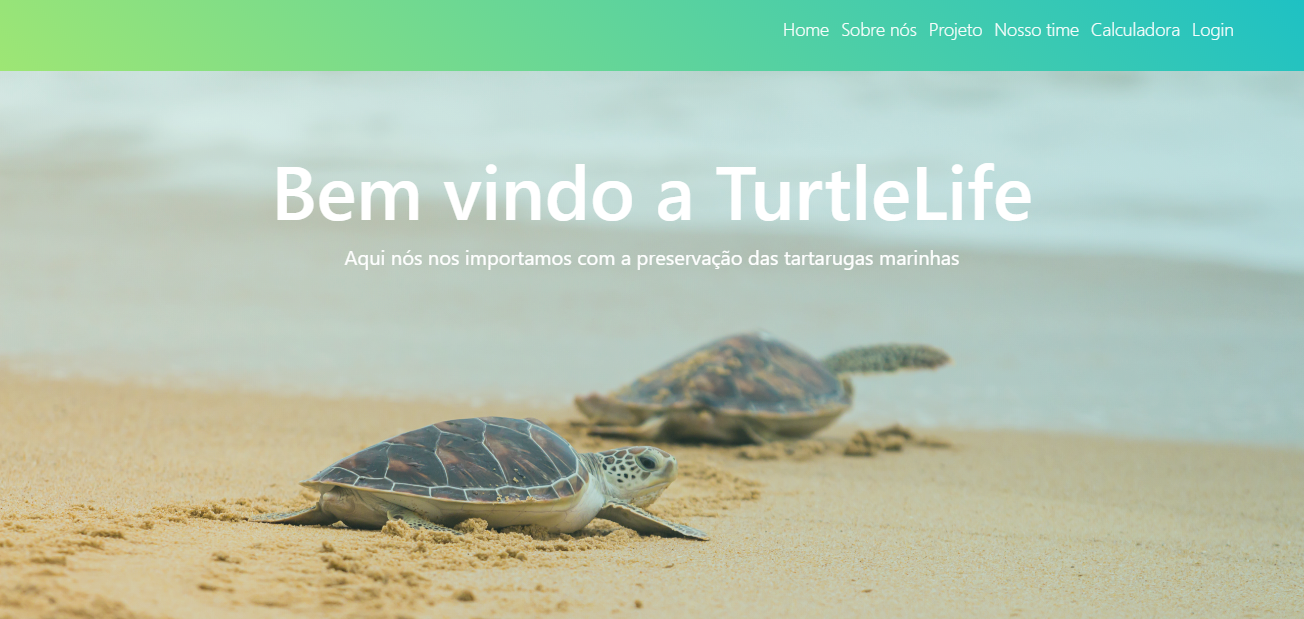 Home Sobre nós Projeto Nosso time Calculadora Login
Bem vindo a TurtleLife
Aqui nós nos importamos com a preservação das tartarugas marinhas